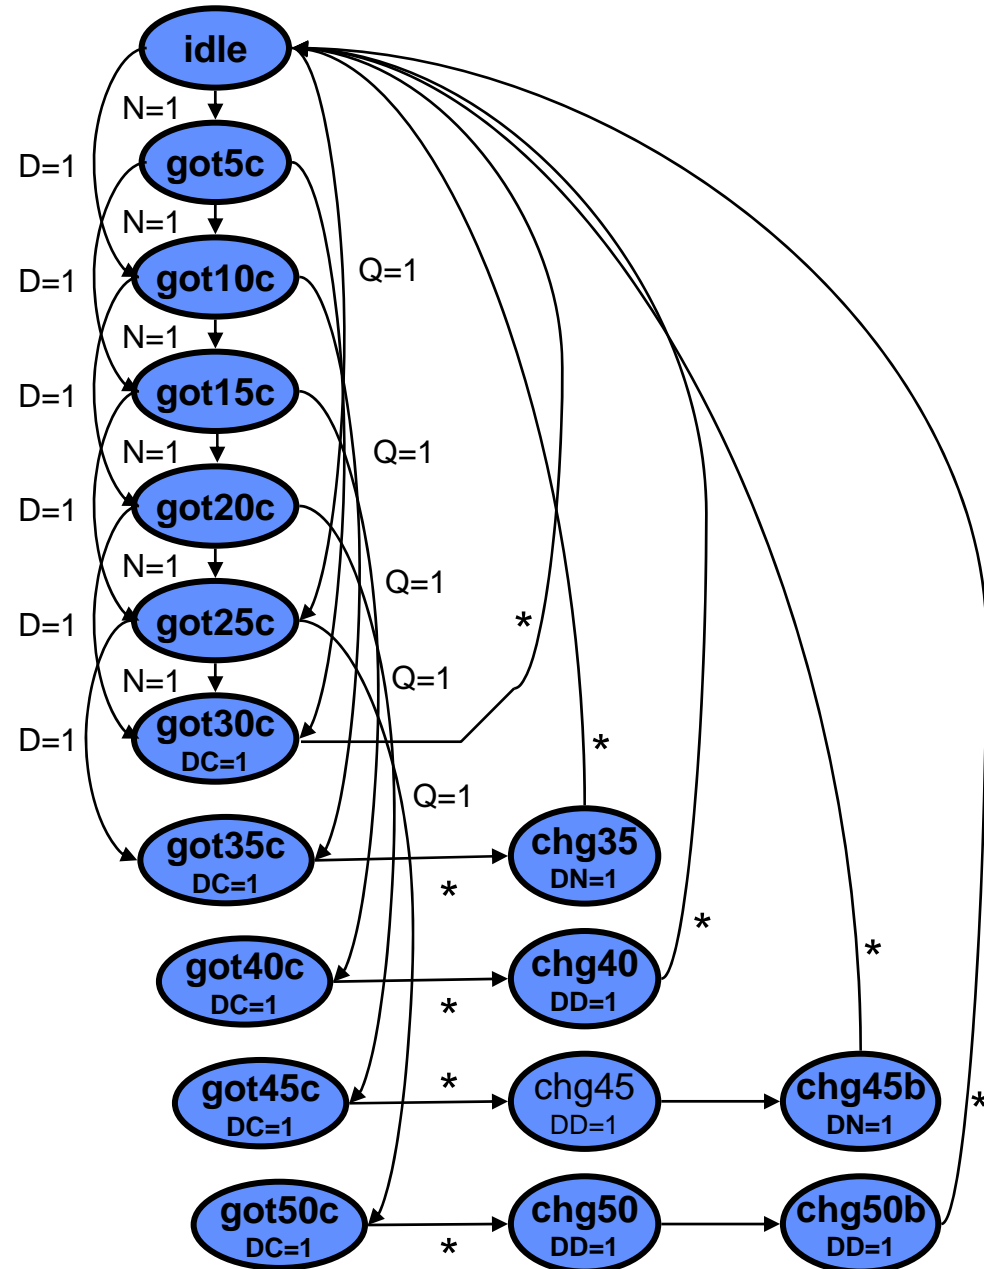 idle
N=1
D=1
got5c
N=1
Q=1
D=1
got10c
N=1
D=1
got15c
N=1
Q=1
D=1
got20c
N=1
Q=1
D=1
got25c
*
N=1
Q=1
D=1
got30c
DC=1
*
Q=1
got35c
DC=1
*
chg35
DN=1
*
got40c
DC=1
*
chg40
DD=1
*
got45c
DC=1
*
chg45
DD=1
chg45b
DN=1
*
got50c
DC=1
*
chg50
DD=1
chg50b
DD=1